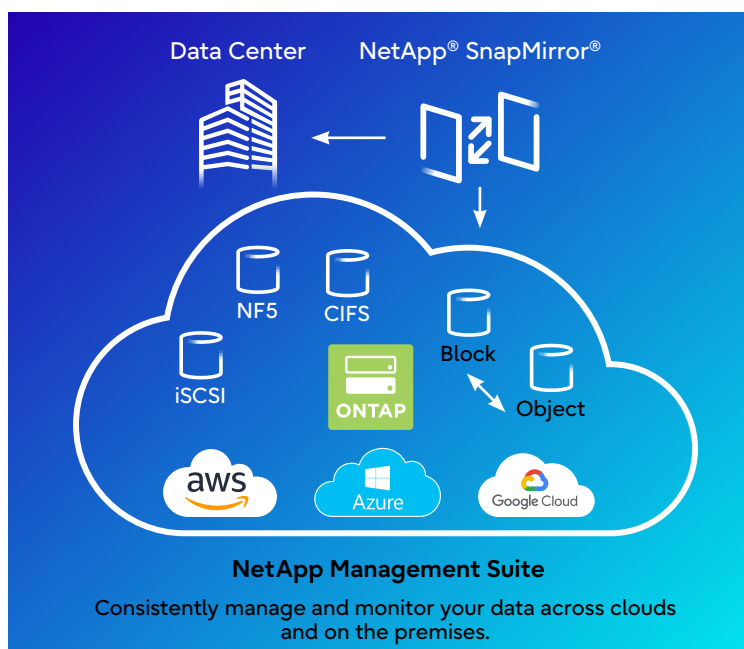 Data Center
NetApp® SnapMirror®
NF5
CIFS
Block
iSCSI
ONTAP
Object
aws
Azure
Google Cloud
NetApp Management Suite
Consistently manage and monitor your data across clouds
and on the premises.